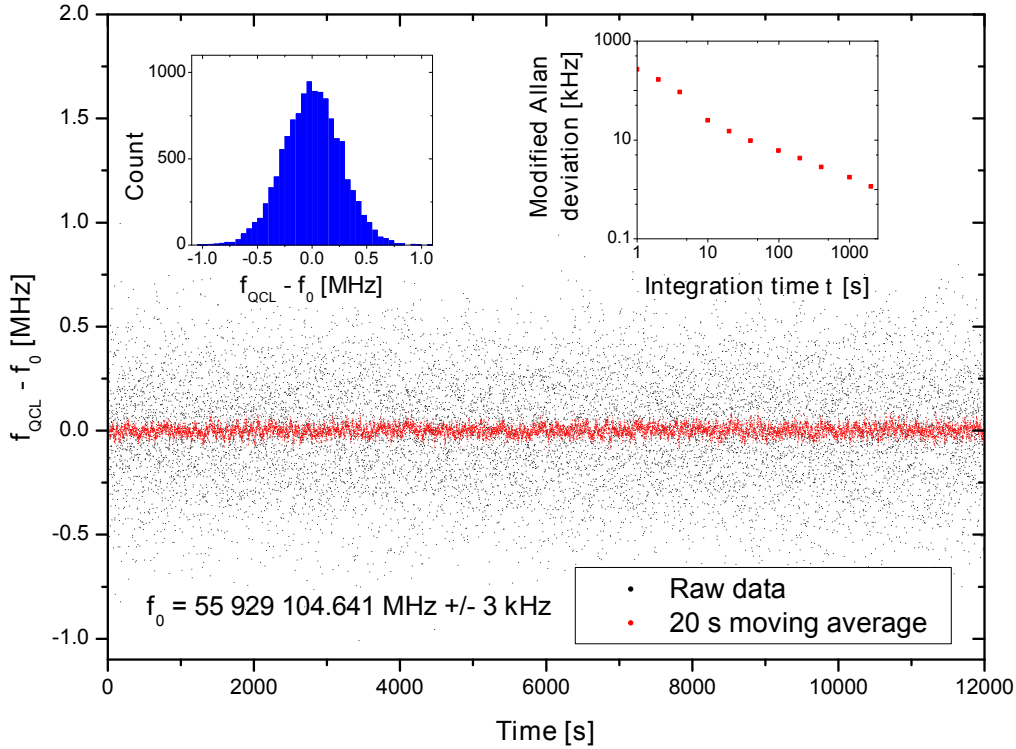 2.0
1.5
1.0
0.5
0.0
-0.5
-1.0
f_QCL - f_0 [MHz]
0
2000
4000
6000
8000
10000
12000
Time [s]
1000
500
0
Count
-1.0
-0.5
0.0
0.5
1.0
f_QCL - f_0 [MHz]
Modified Allan
deviation [kHz]
1000
10
0.1
1
10
100
1000
Integration time t [s]
f_0 = 55 929 104.641 MHz +/- 3 kHz
Raw data
20 s moving average